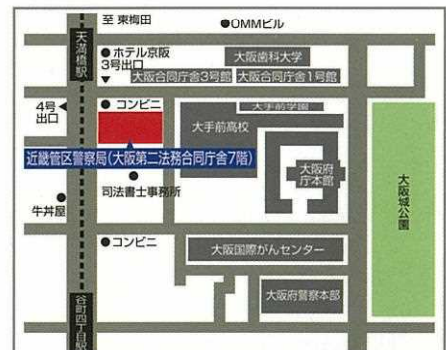 至 東梅田
●OMMビル
天満橋駅
●ホテル京阪
3号出口
▼
大阪歯科大学
大阪合同庁舎3号館
大阪合同庁舎1号館
4号◀
出口
●コンビニ
大手前学園
大手前高校
近畿管区警察局(大阪第二法務合同庁舎7階)
大阪府
庁本館
●
司法書士事務所
●
牛丼屋
大阪城公園
●コンビニ
大阪国際がんセンター
大阪府警察本部
谷町四丁目駅